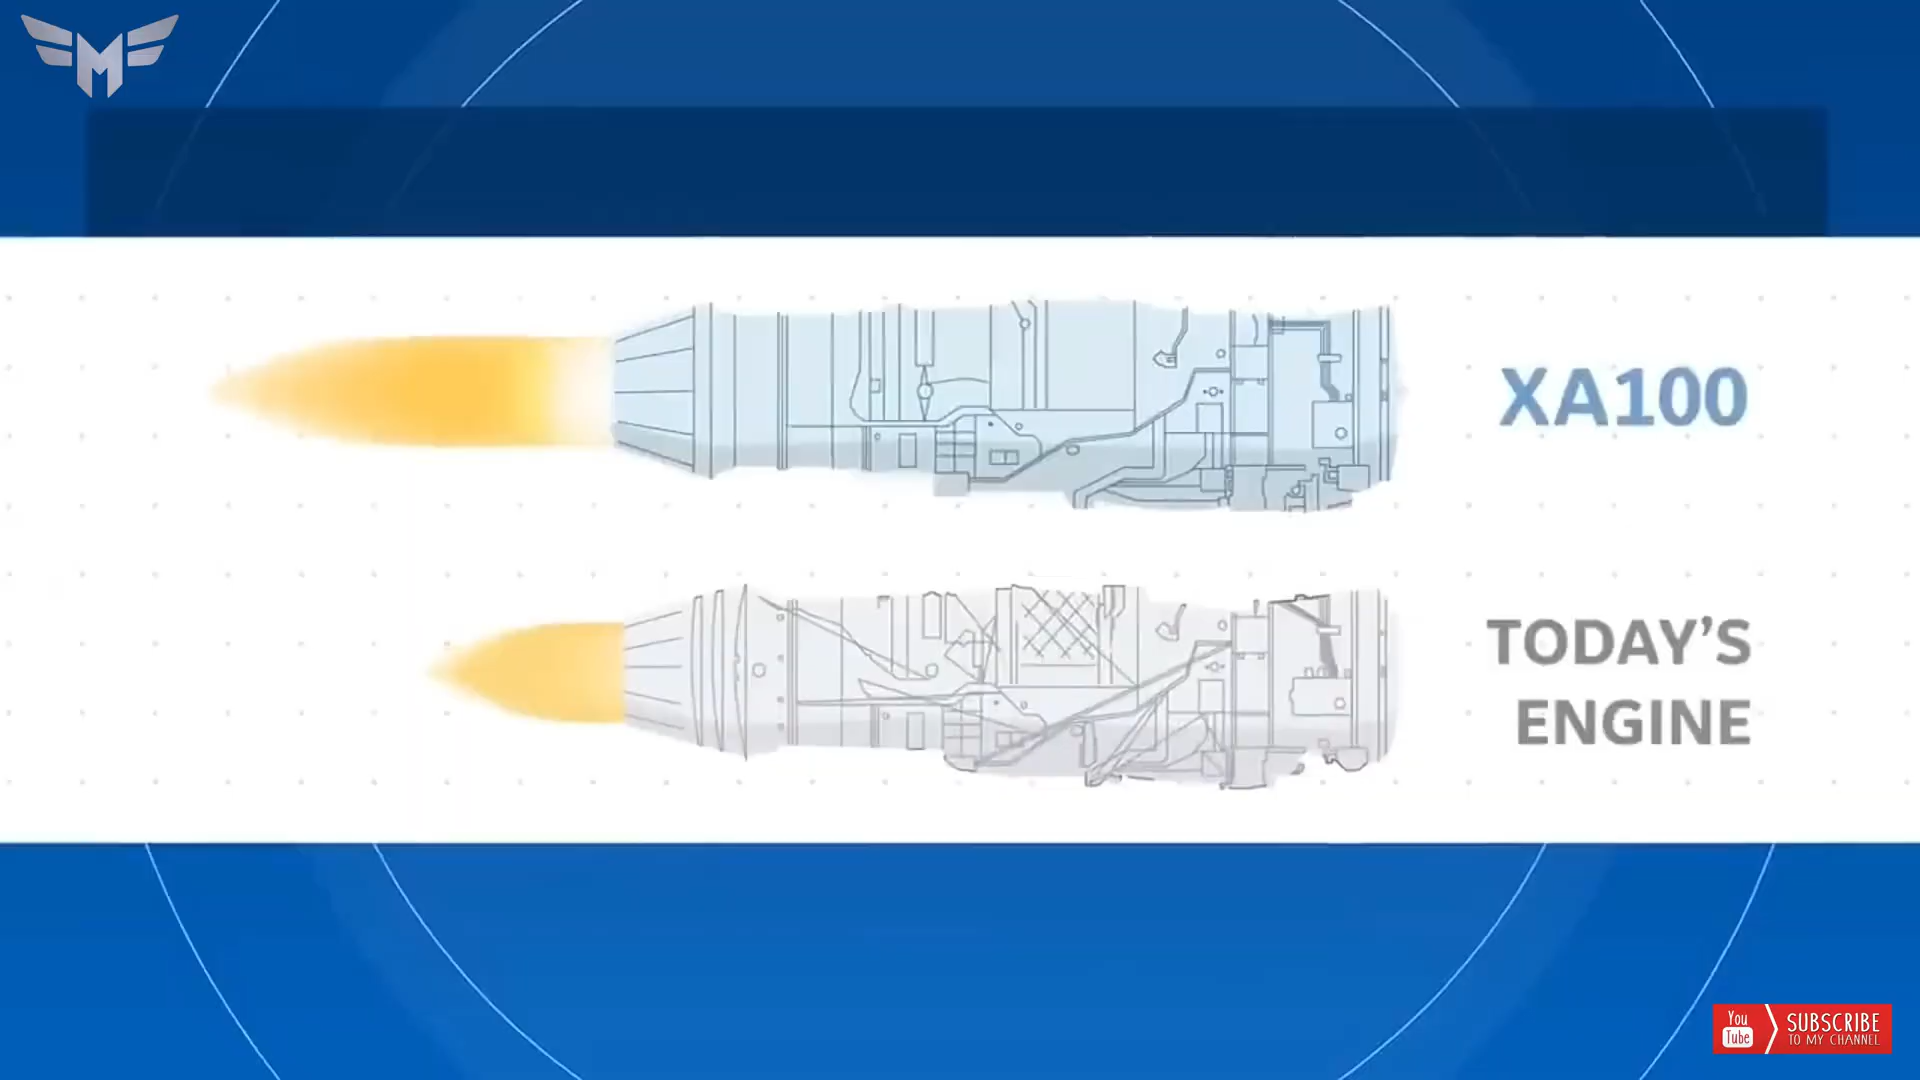 M
XA100
TODAY'S
ENGINE
You
Tube
SUBSCRIBE
TO MY CHANNEL